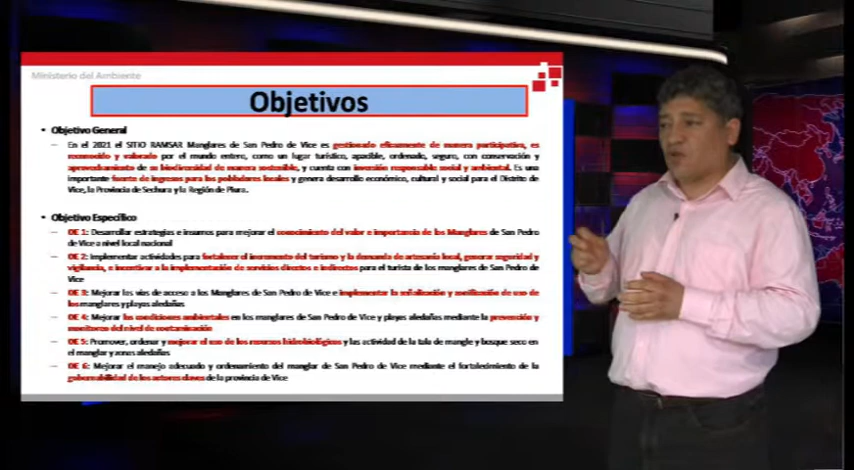 Ministerio del Ambiente
Objetivos
• Objetivo General
– En el 2021 el SITIO RAMSAR Manglares de San Pedro de Vice es gestionado eficazmente de manera participativa, es
reconocido y valorado por el mundo entero, como un lugar turístico, apacible, ordenado, seguro, con conservación y
aprovechamiento de su biodiversidad de manera sostenible, y cuenta con inversión responsable social y ambiental. Es una
importante fuente de ingresos para los pobladores locales y genera desarrollo económico, cultural y social para el Distrito de
Vice, la Provincia de Sechura y la Región de Piura.
• Objetivo Específico
– OE 1: Desarrollar estrategias e insumos para mejorar el conocimiento del valor e importancia de los Manglares de San Pedro
de Vice a nivel local nacional
– OE 2: Implementar actividades para fortalecer el incremento del turismo y la demanda de artesanía local, generar seguridad y
vigilancia, e incentivar a la implementación de servicios directos e indirectos para el turista de los manglares de San Pedro de
Vice
– OE 3: Mejorar las vías de acceso a los Manglares de San Pedro de Vice e implementar la señalización y zonificación de uso de
los manglares y playas aledañas
– OE 4: Mejorar las condiciones ambientales en los manglares de San Pedro de Vice y playas aledañas mediante la prevención y
monitoreo del nivel de contaminación
– OE 5: Promover, ordenar y mejorar el uso de los recursos hidrobiológicos y las actividad de la tala de mangle y bosque seco en
el manglar y zonas aledañas
– OE 6: Mejorar el manejo adecuado y ordenamiento del manglar de San Pedro de Vice mediante el fortalecimiento de la
gobernabilidad de los actores claves de la provincia de Vice